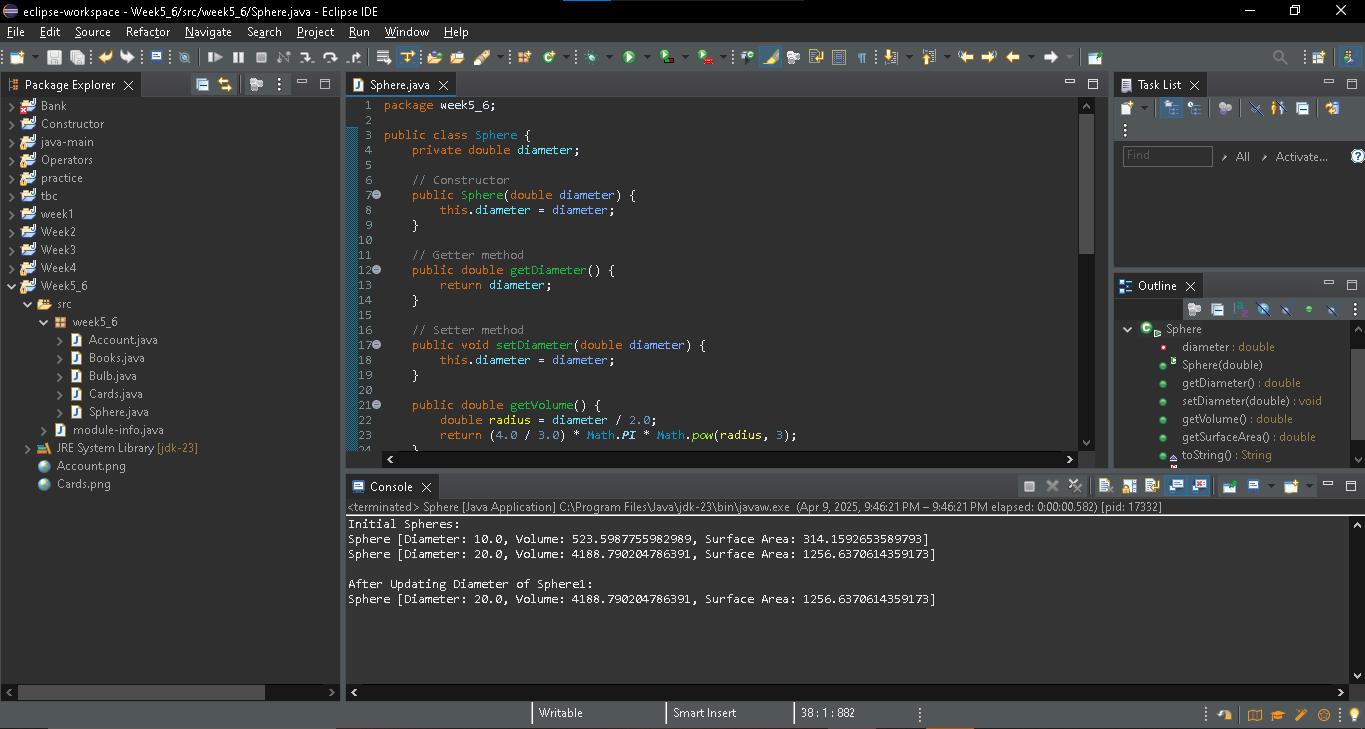 eclipse-workspace - Week5_6/src/week5_6/Sphere.java - Eclipse IDE
File Edit Source Refactor Navigate Search Project Run Window Help
Package Explorer
Bank
Constructor
java-main
Operators
practice
tbc
week1
Week2
Week3
Week4
Week5_6
src
week5_6
Account.java
Books.java
Bulb.java
Cards.java
Sphere.java
module-info.java
JRE System Library [jdk-23]
Account.png
Cards.png
Sphere.java
1 package week5_6;
2
3 public class Sphere {
4 private double diameter;
5
6 // Constructor
7 public Sphere(double diameter) {
8 this.diameter = diameter;
9 }
10
11 // Getter method
12 public double getDiameter() {
13 return diameter;
14 }
15
16 // Setter method
17 public void setDiameter(double diameter) {
18 this.diameter = diameter;
19 }
20
21 public double getVolume() {
22 double radius = diameter / 2.0;
23 return (4.0 / 3.0) * Math.PI * Math.pow(radius, 3);
24 }
Task List
Find All Activate...
Outline
Sphere
diameter : double
Sphere(double)
getDiameter() : double
setDiameter(double) : void
getVolume() : double
getSurfaceArea() : double
toString() : String
Console
<terminated> Sphere [Java Application] C:\Program Files\Java\jdk-23\bin\javaw.exe (Apr 9, 2025, 9:46:21 PM – 9:46:21 PM elapsed: 0:00:00.582) [pid: 17332]
Initial Spheres:
Sphere [Diameter: 10.0, Volume: 523.5987755982989, Surface Area: 314.1592653589793]
Sphere [Diameter: 20.0, Volume: 4188.790204786391, Surface Area: 1256.6370614359173]
After Updating Diameter of Sphere1:
Sphere [Diameter: 20.0, Volume: 4188.790204786391, Surface Area: 1256.6370614359173]
Writable Smart Insert 38 : 1 : 882